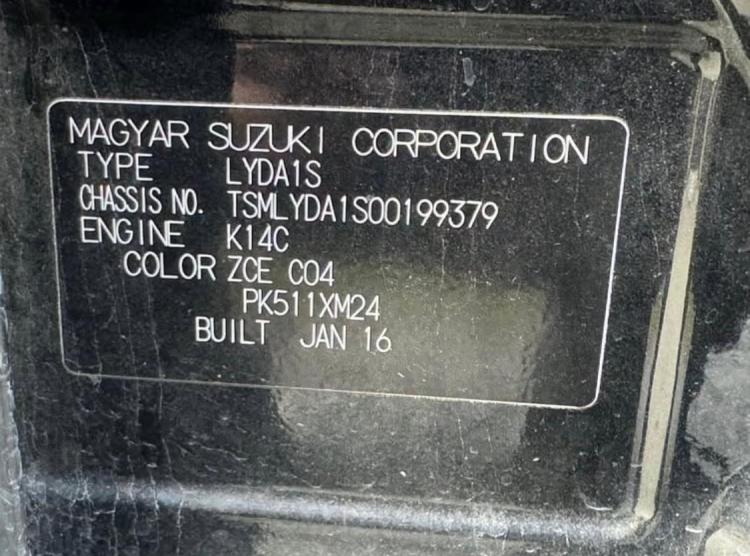 MAGYAR SUZUKI CORPORATION
TYPE LYDA1S
CHASSIS NO. TSMLYDA1S00199379
ENGINE K14C
COLOR ZCE C04
PK511XM24
BUILT JAN 16